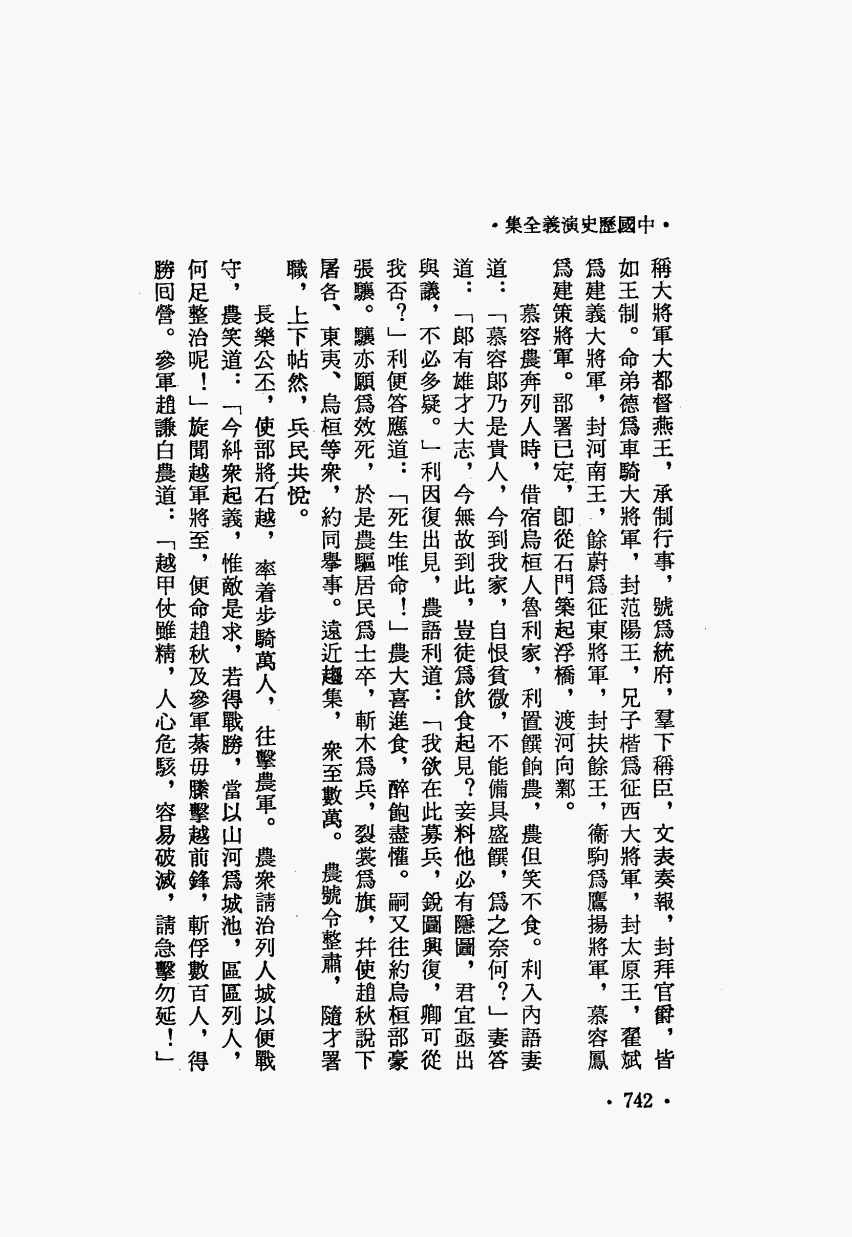 ·中國歷史演義全集·
稱大將軍大都督燕王，承制行事，號爲統府，羣下稱臣，文表奏報，封拜官爵，皆
如王制。命弟德爲車騎大將軍，封范陽王，兄子楷爲征西大將軍，封太原王，翟斌
爲建義大將軍，封河南王，餘蔚爲征東將軍，封扶餘王，衞駒爲鷹揚將軍，慕容鳳
爲建策將軍。部署已定，卽從石門築起浮橋，渡河向鄴。
慕容農奔列人時，借宿烏桓人魯利家，利置饌餉農，農但笑不食。利入內語妻
道：「慕容郎乃是貴人，今到我家，自恨貧微，不能備具盛饌，爲之奈何？」妻答
道：「郎有雄才大志，今無故到此，豈徒爲飲食起見？妾料他必有隱圖，君宜亟出
與議，不必多疑。」利因復出見，農語利道：「我欲在此募兵，銳圖興復，卿可從
我否？」利便答應道：「死生唯命！」農大喜進食，醉飽盡懽。嗣又往約烏桓部豪
張驤。驤亦願爲效死，於是農驅居民爲士卒，斬木爲兵，裂裳爲旗，幷使趙秋說下
屠各、東夷、烏桓等衆，約同擧事。遠近趨集，衆至數萬。農號令整肅，隨才署
職，上下帖然，兵民共悅。
長樂公丕，使部將石越，率着步騎萬人，往擊農軍。農衆請治列人城以便戰
守，農笑道：「今糾衆起義，惟敵是求，若得戰勝，當以山河爲城池，區區列人，
何足整治呢！」旋聞越軍將至，便命趙秋及參軍綦毋滕擊越前鋒，斬俘數百人，得
勝囘營。參軍趙謙白農道：「越甲仗雖精，人心危駭，容易破滅，請急擊勿延！」
·742·